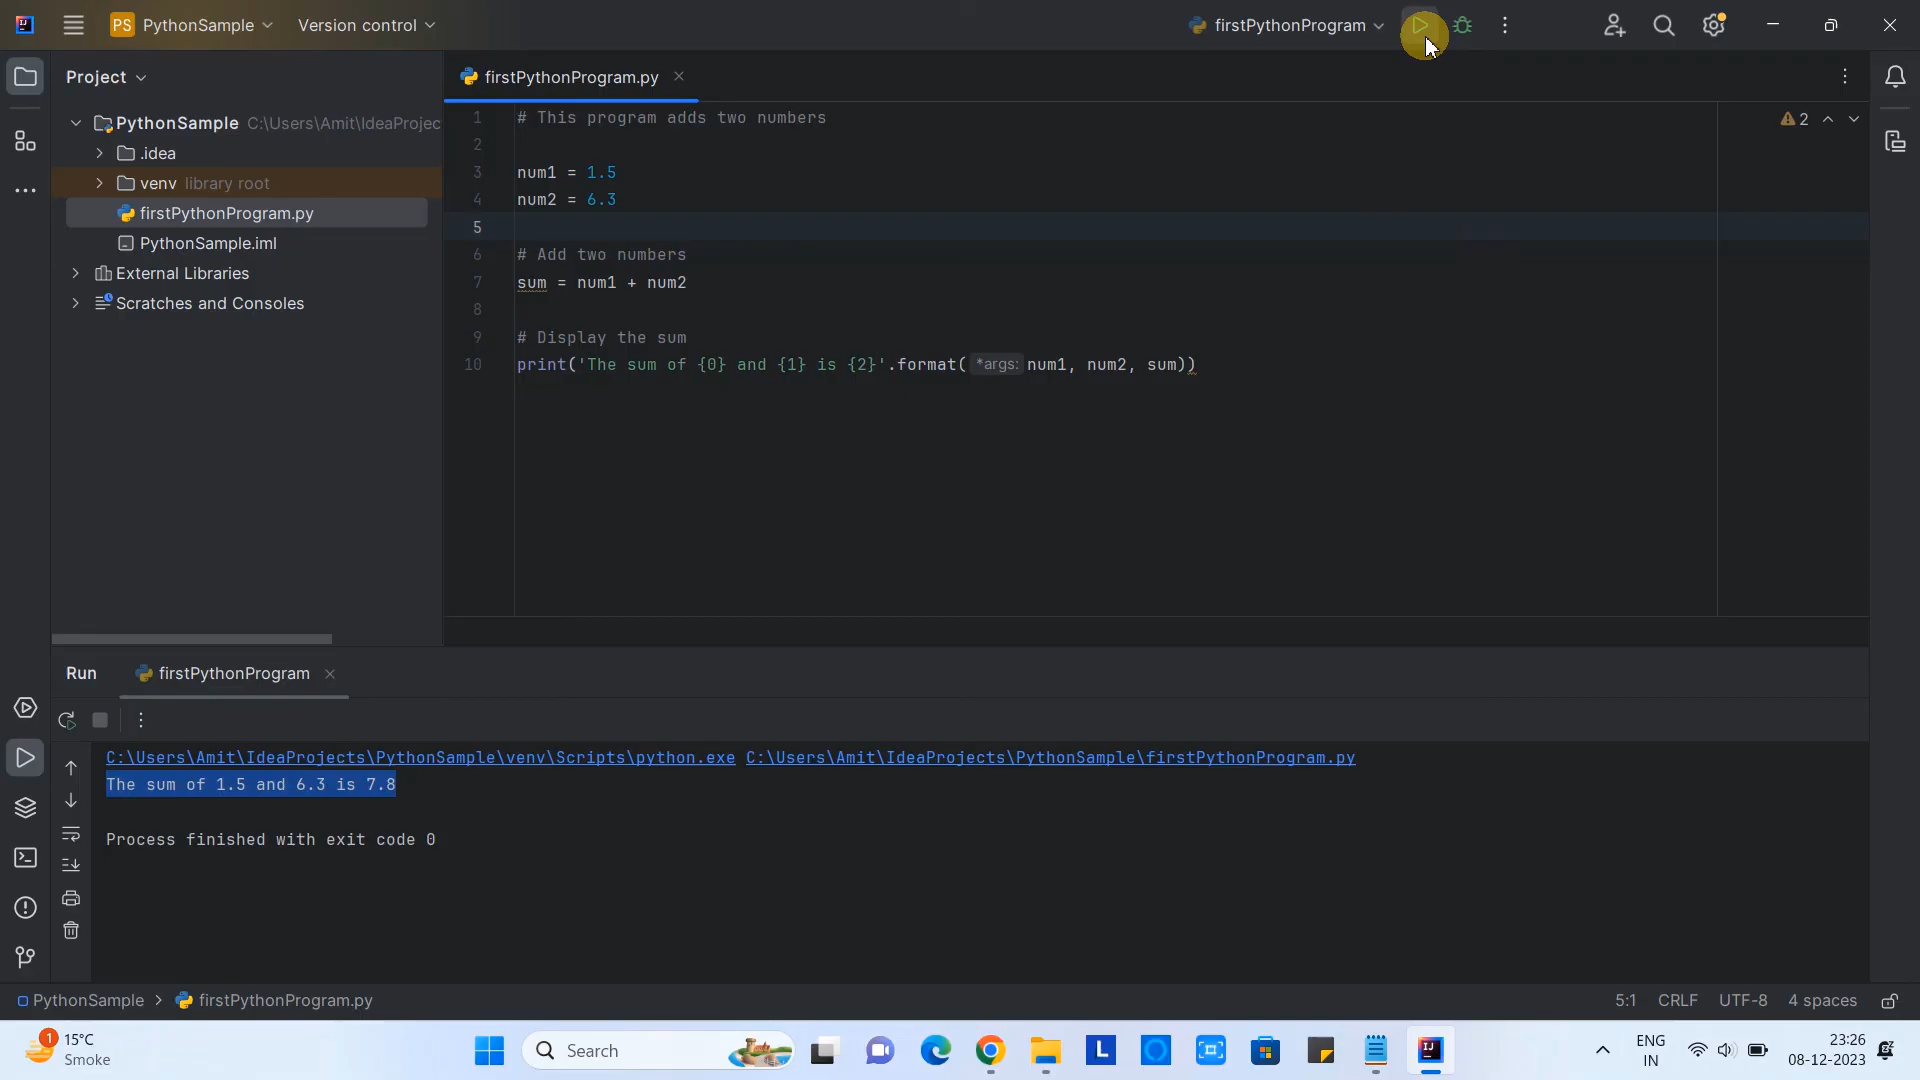 PS PythonSample Version control firstPythonProgram
Project
firstPythonProgram.py
PythonSample C:\Users\Amit\IdeaProjec
.idea
venv library root
firstPythonProgram.py
PythonSample.iml
External Libraries
Scratches and Consoles
2
1 # This program adds two numbers
2
3 num1 = 1.5
4 num2 = 6.3
5
6 # Add two numbers
7 sum = num1 + num2
8
9 # Display the sum
10 print('The sum of {0} and {1} is {2}'.format( *args: num1, num2, sum))
Run firstPythonProgram
C:\Users\Amit\IdeaProjects\PythonSample\venv\Scripts\python.exe C:\Users\Amit\IdeaProjects\PythonSample\firstPythonProgram.py
The sum of 1.5 and 6.3 is 7.8
Process finished with exit code 0
PythonSample > firstPythonProgram.py 5:1 CRLF UTF-8 4 spaces
1
15°C
Smoke
Search
L
IJ
ENG
IN
23:26
08-12-2023